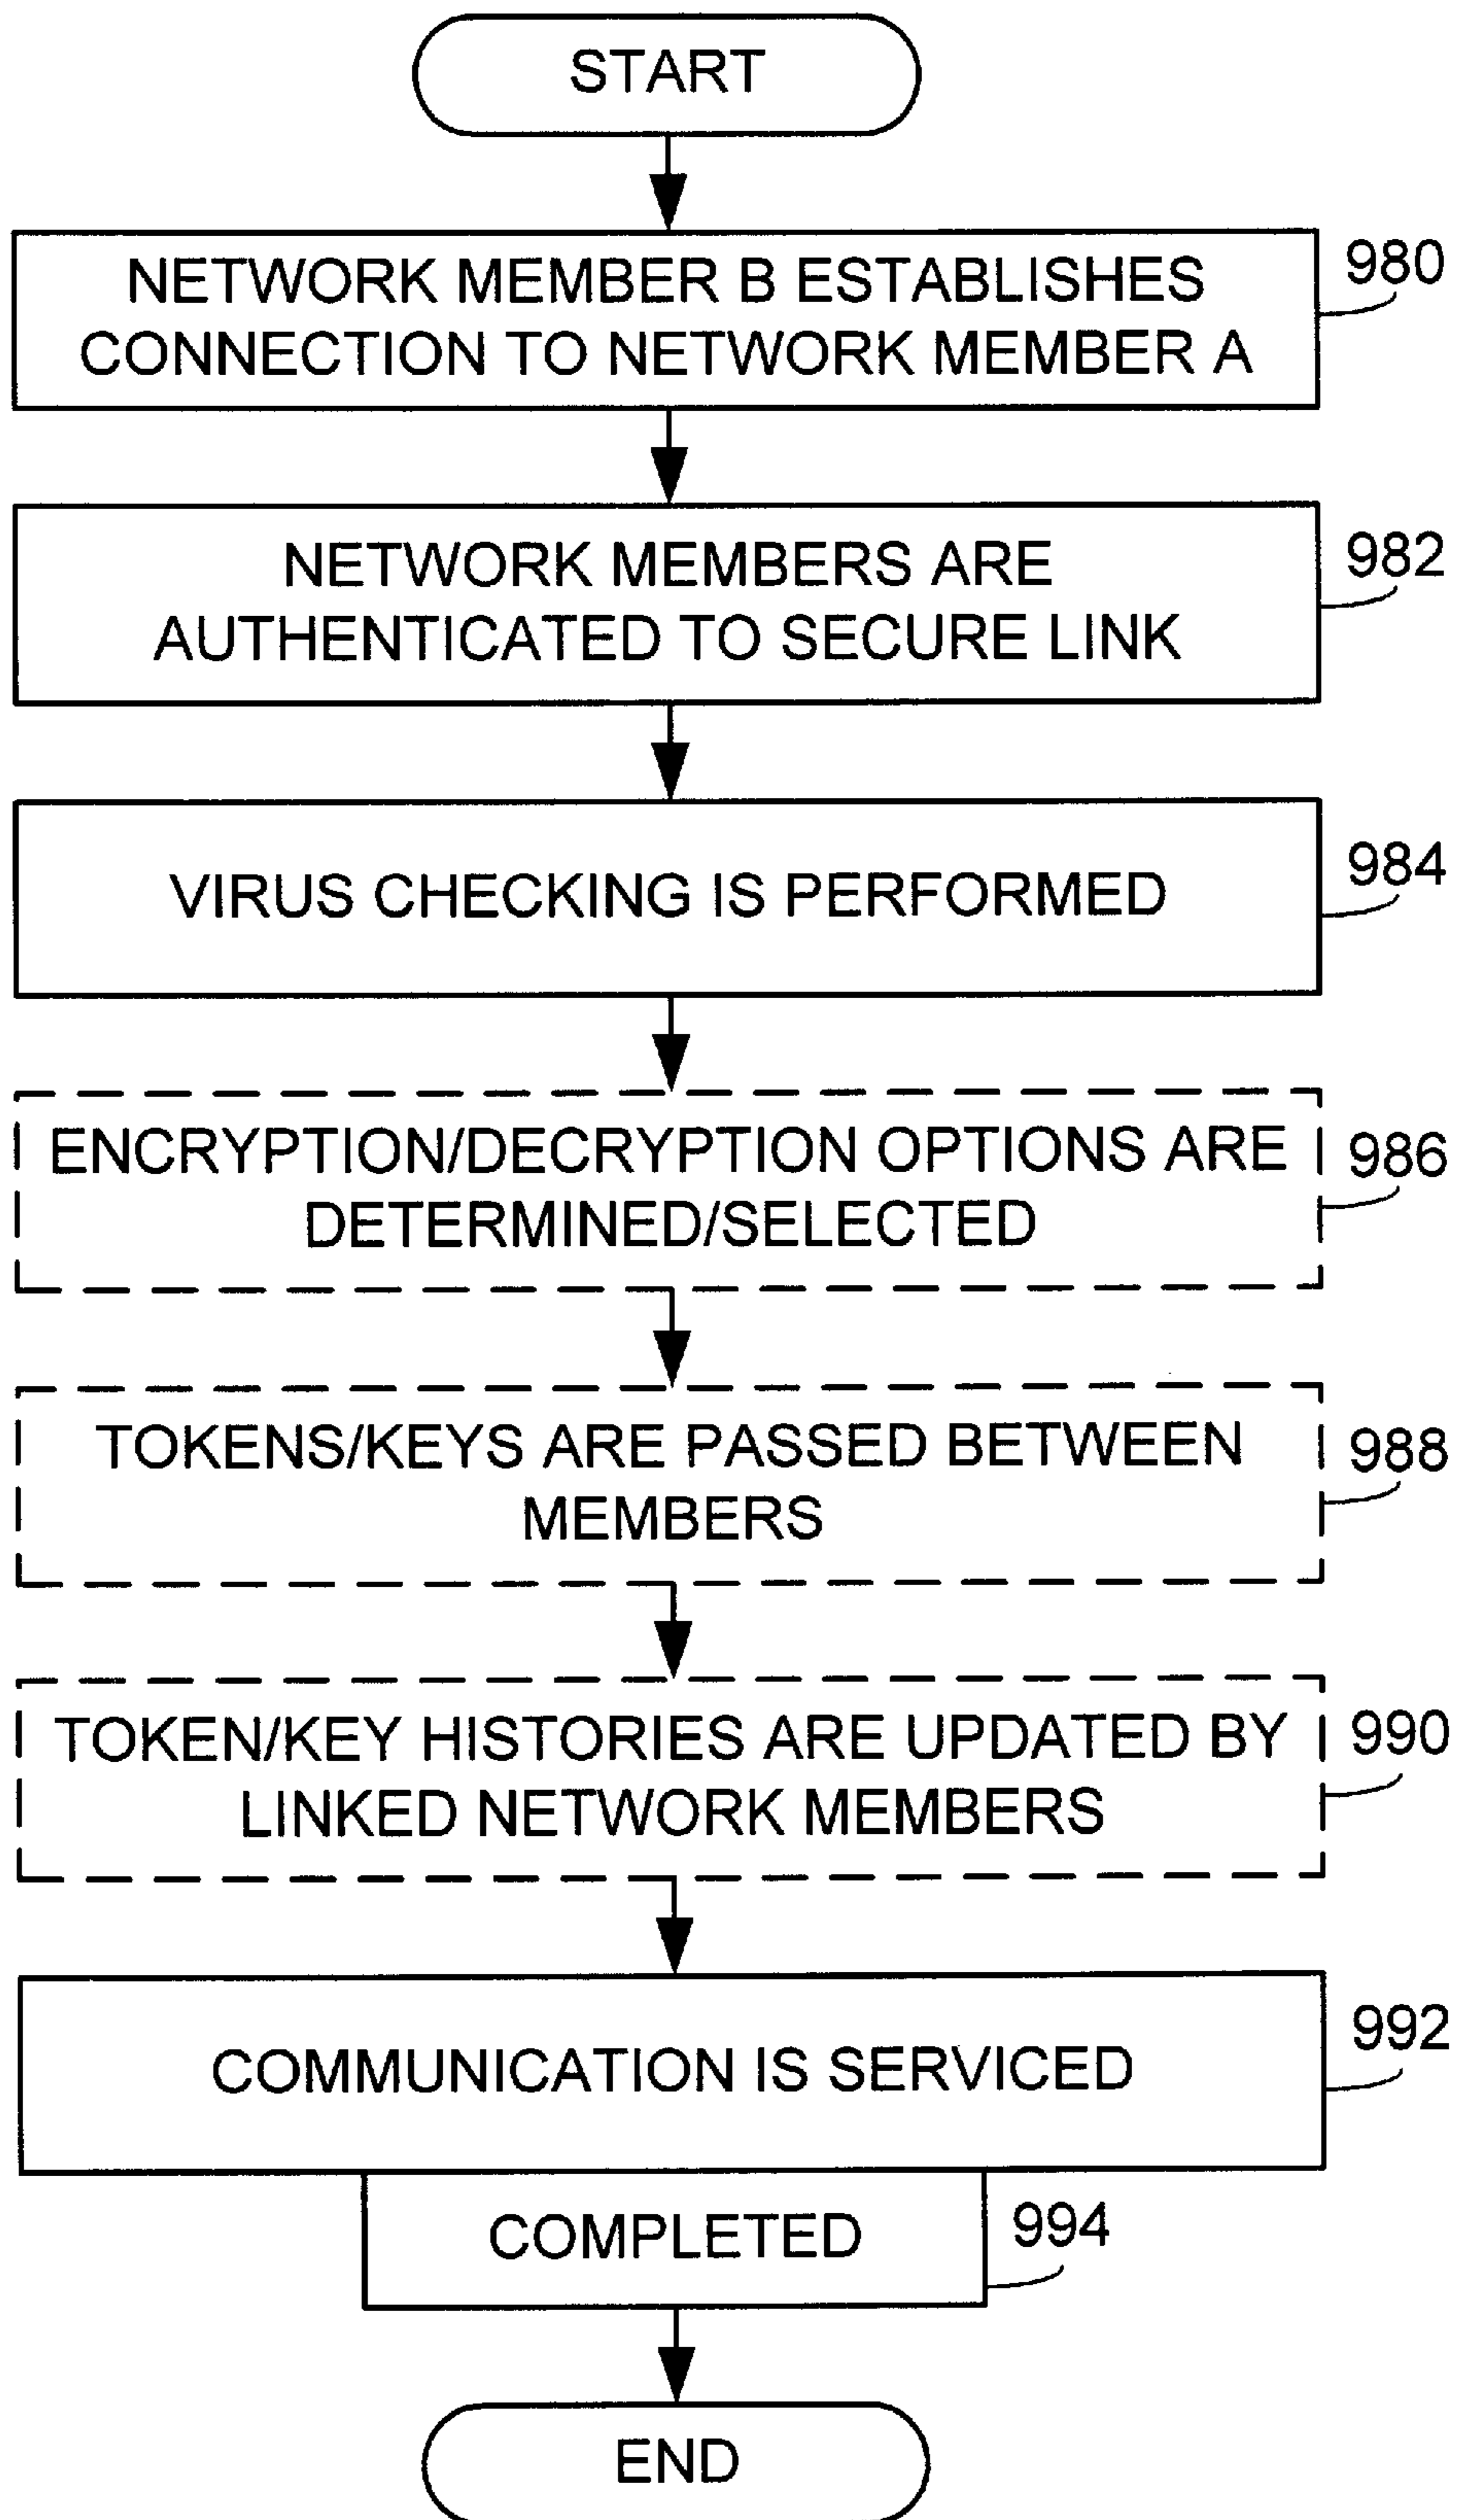 START
NETWORK MEMBER B ESTABLISHES
CONNECTION TO NETWORK MEMBER A
980
NETWORK MEMBERS ARE
AUTHENTICATED TO SECURE LINK
982
VIRUS CHECKING IS PERFORMED
984
ENCRYPTION/DECRYPTION OPTIONS ARE
DETERMINED/SELECTED
986
TOKENS/KEYS ARE PASSED BETWEEN
MEMBERS
988
TOKEN/KEY HISTORIES ARE UPDATED BY
LINKED NETWORK MEMBERS
990
COMMUNICATION IS SERVICED
992
COMPLETED
994
END